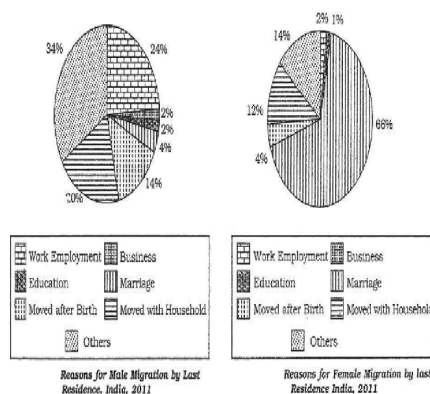 34%
24%
2%
2%
4%
14%
20%
Work Employment
Business
Education
Marriage
Moved after Birth
Moved with Household
Others
Reasons for Male Migration by Last
Residence. India, 2011
2%
1%
14%
12%
4%
66%
Work Employment
Business
Education
Marriage
Moved after Birth
Moved with Household
Others
Reasons for Female Migration by last
Residence India, 2011